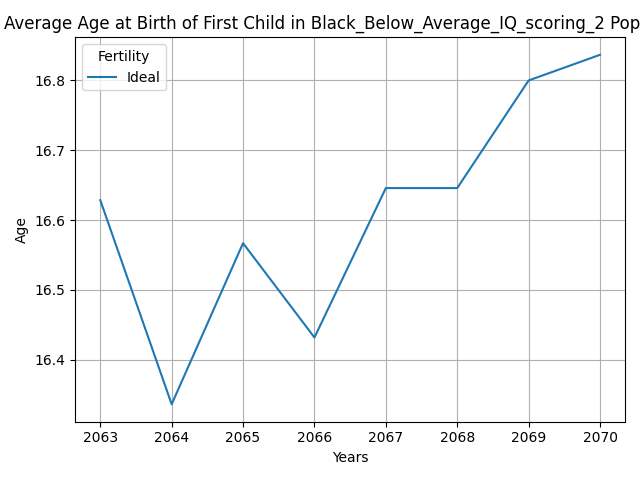 Average Age at Birth of First Child in Black_Below_Average_IQ_scoring_2 Pop
Fertility
Ideal
16.8
16.7
16.6
16.5
16.4
Age
2063 2064 2065 2066 2067 2068 2069 2070
Years